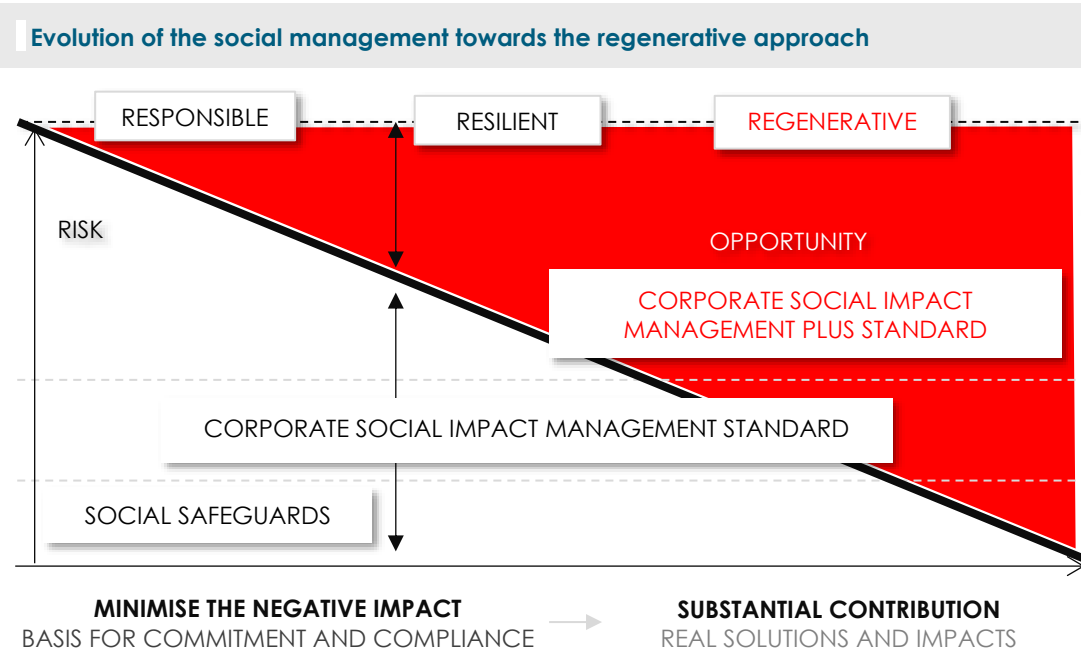 Evolution of the social management towards the regenerative approach
RESPONSIBLE
RESILIENT
REGENERATIVE
RISK
OPPORTUNITY
CORPORATE SOCIAL IMPACT
MANAGEMENT PLUS STANDARD
CORPORATE SOCIAL IMPACT MANAGEMENT STANDARD
SOCIAL SAFEGUARDS
MINIMISE THE NEGATIVE IMPACT
BASIS FOR COMMITMENT AND COMPLIANCE
SUBSTANTIAL CONTRIBUTION
REAL SOLUTIONS AND IMPACTS